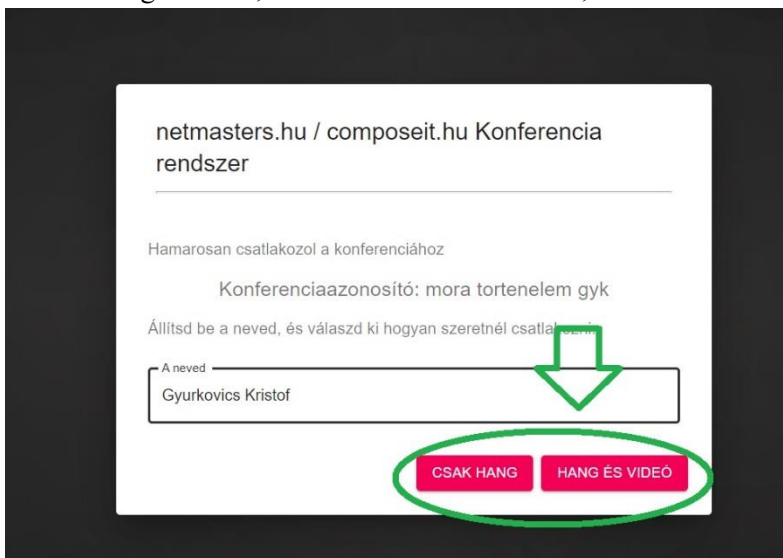 netmasters.hu / composeit.hu Konferencia
rendszer
Hamarosan csatlakozol a konferenciához
Konferenciaazonosító: mora tortenelem gyk
Állítsd be a neved, és válaszd ki hogyan szeretnél csatlakozni.
A neved
Gyurkovics Kristof
CSAK HANG HANG ÉS VIDEÓ